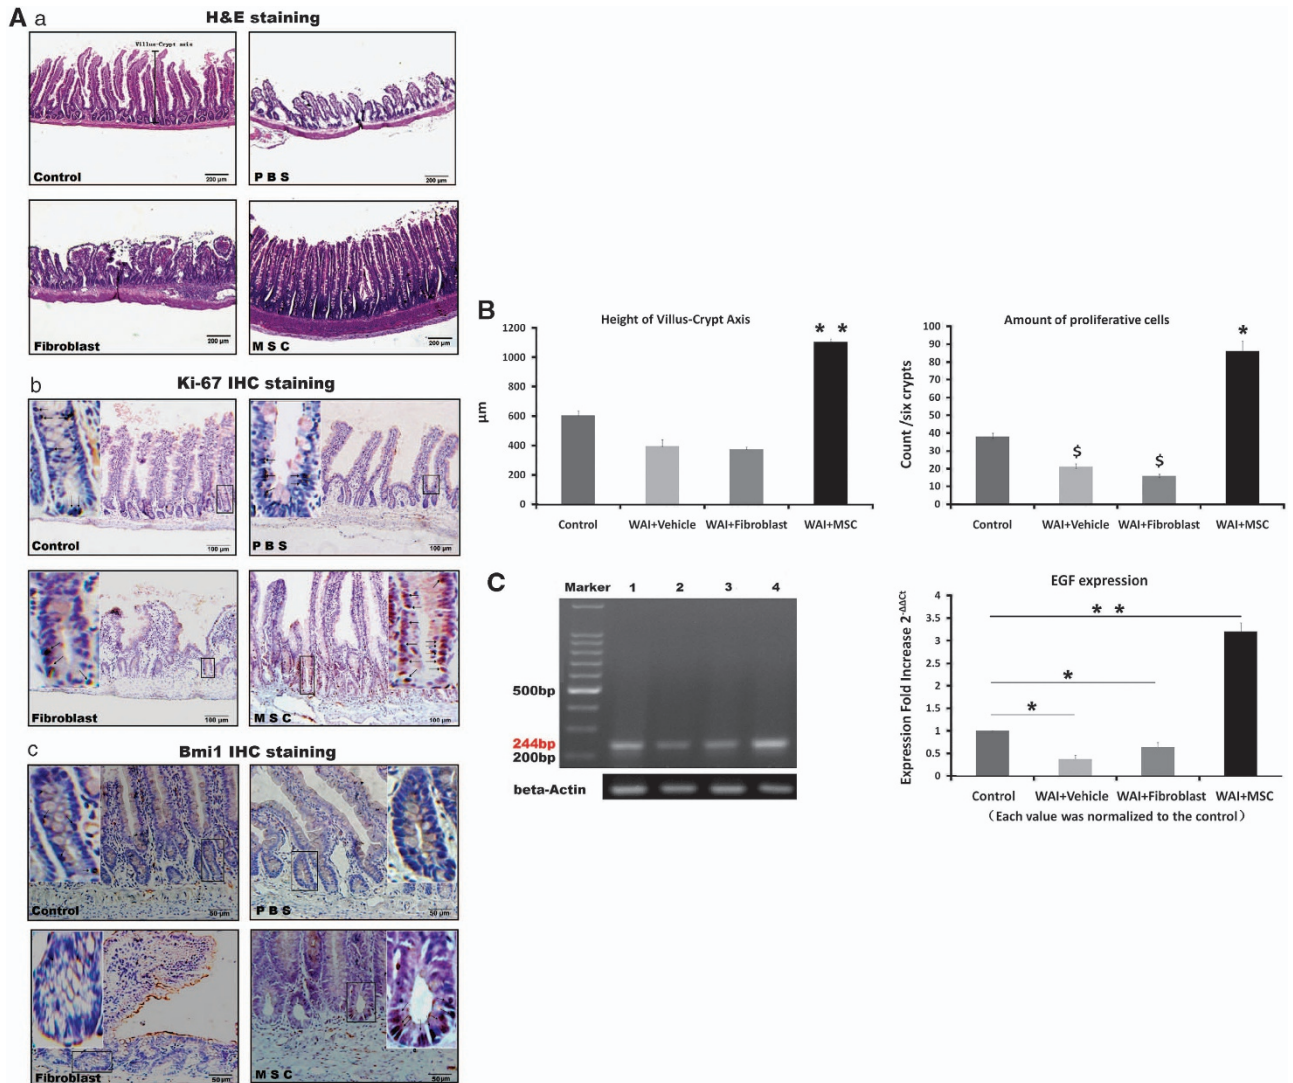 A a H&E staining
Villus-Crypt axis
Control 200 µm
P B S 200 µm
Fibroblast 200 µm
M S C 200 µm
b Ki-67 IHC staining
Control 100 µm
P B S 100 µm
Fibroblast 100 µm
M S C 100 µm
c Bmi1 IHC staining
Control 50 µm
P B S 50 µm
Fibroblast 50µm
M S C 50µm
B
Height of Villus-Crypt Axis
µm
1200
1000
800
600
400
200
0
* *
Control WAI+Vehicle WAI+Fibroblast WAI+MSC
Amount of proliferative cells
Count /six crypts
100
90
80
70
60
50
40
30
20
10
0
$ $ *
Control WAI+Vehicle WAI+Fibroblast WAI+MSC
C
Marker 1 2 3 4
500bp
244bp
200bp
beta-Actin
EGF expression
Expression Fold Increase 2-ΔΔCt
4
3.5
3
2.5
2
1.5
1
0.5
0
* *
*
*
Control WAI+Vehicle WAI+Fibroblast WAI+MSC
（Each value was normalized to the control）